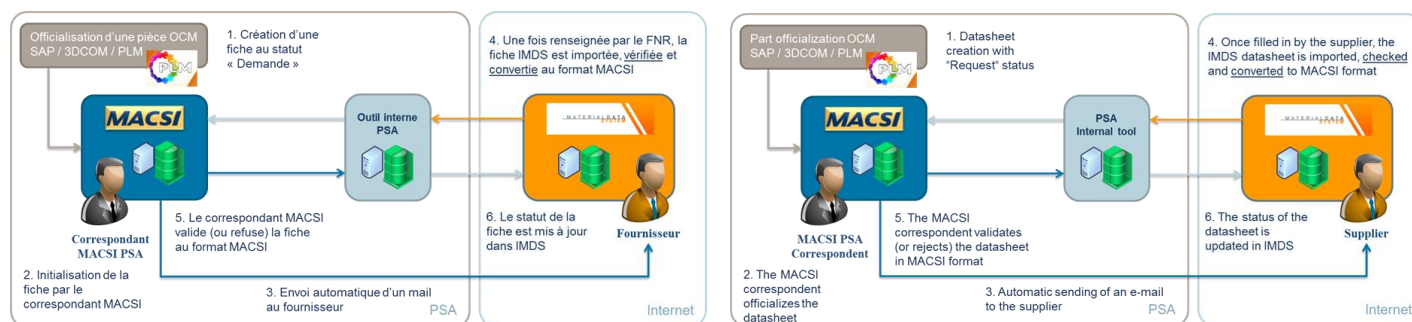 Officialisation d'une pièce OCM
SAP / 3DCOM / PLM
PLM
1. Création d'une
fiche au statut
« Demande »
4. Une fois renseignée par le FNR, la
fiche IMDS est importée, vérifiée et
convertie au format MACSI
MACSI
Outil interne
PSA
MATERIAL DATA
SYSTEM
5. Le correspondant MACSI
valide (ou refuse) la fiche
au format MACSI
6. Le statut de la
fiche est mis à jour
dans IMDS
Fournisseur
Correspondant
MACSI PSA
2. Initialisation de la
fiche par le
correspondant MACSI
3. Envoi automatique d'un mail
au fournisseur
PSA
Internet
Part officialization OCM
SAP / 3DCOM / PLM
PLM
1. Datasheet
creation with
"Request" status
4. Once filled in by the supplier, the
IMDS datasheet is imported, checked
and converted to MACSI format
MACSI
PSA
Internal tool
MATERIAL DATA
SYSTEM
5. The MACSI
correspondent validates
(or rejects) the datasheet
in MACSI format
6. The status of the
datasheet is
updated in IMDS
Supplier
MACSI PSA
Correspondent
2. The MACSI
correspondent
officializes the
datasheet
3. Automatic sending of an e-mail
to the supplier
PSA
Internet